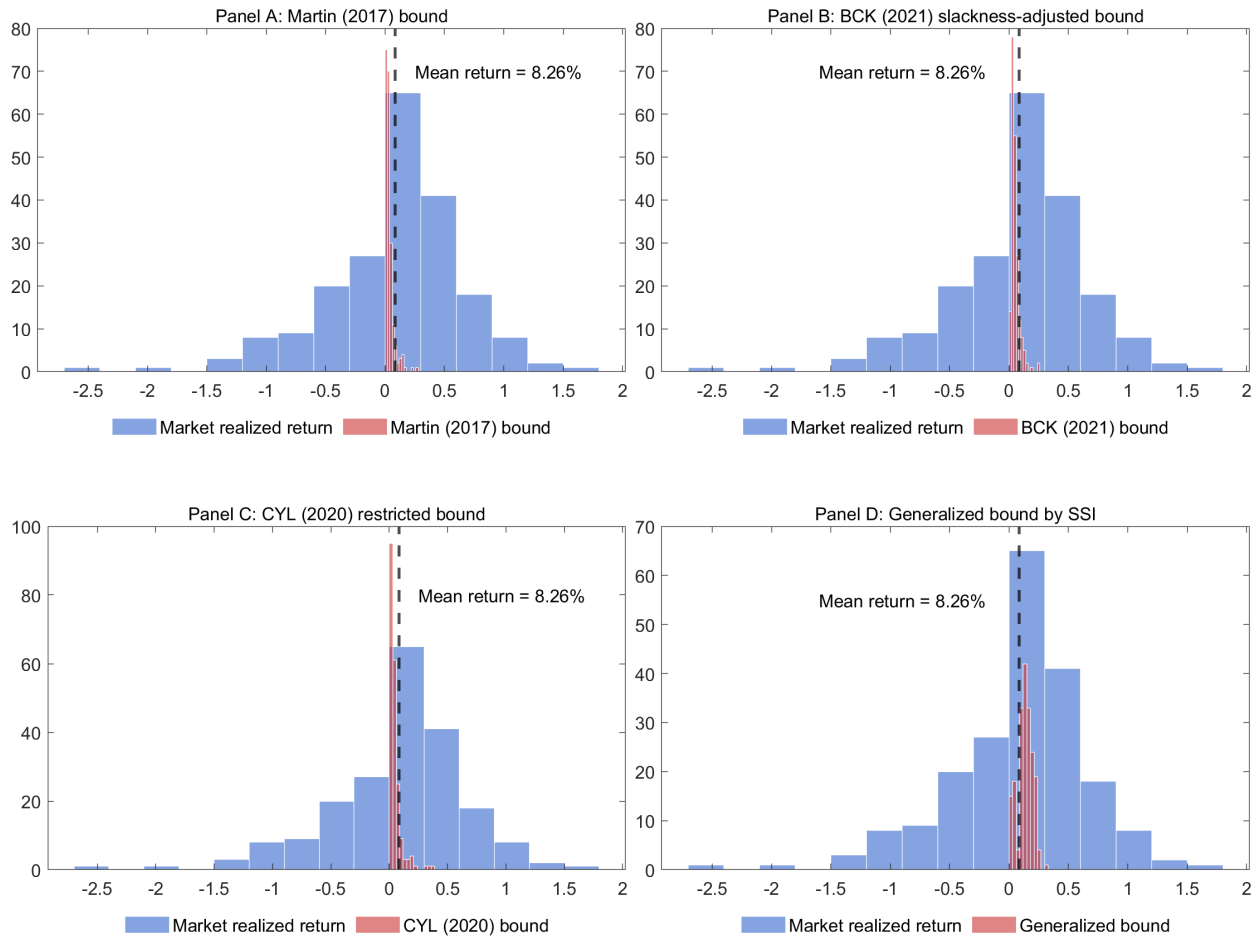 Panel A: Martin (2017) bound
80
70
60
50
40
30
20
10
0
Mean return = 8.26%
-2.5 -2 -1.5 -1 -0.5 0 0.5 1 1.5 2
Market realized return Martin (2017) bound
Panel B: BCK (2021) slackness-adjusted bound
80
70
60
50
40
30
20
10
0
Mean return = 8.26%
-2.5 -2 -1.5 -1 -0.5 0 0.5 1 1.5 2
Market realized return BCK (2021) bound
Panel C: CYL (2020) restricted bound
100
80
60
40
20
0
Mean return = 8.26%
-2.5 -2 -1.5 -1 -0.5 0 0.5 1 1.5 2
Market realized return CYL (2020) bound
Panel D: Generalized bound by SSI
70
60
50
40
30
20
10
0
Mean return = 8.26%
-2.5 -2 -1.5 -1 -0.5 0 0.5 1 1.5 2
Market realized return Generalized bound